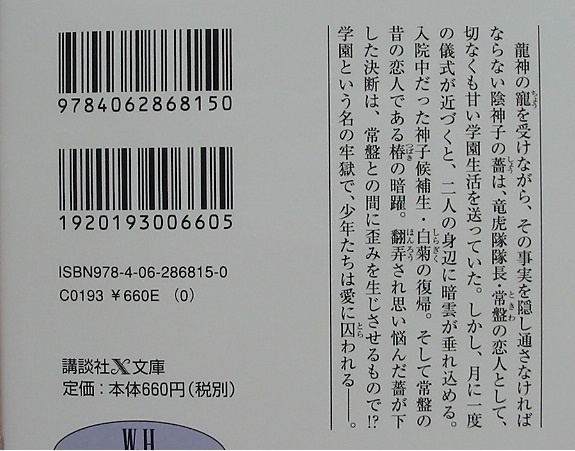 龍神の寵を受けながら、その事実を隠し通さなければ
ならない陰神子の薔は、竜虎隊隊長・常盤の恋人として、
切なくも甘い学園生活を送っていた。しかし、月に一度
の儀式が近づくと、二人の身辺に暗雲が垂れ込める。
入院中だった神子候補生・白菊の復帰。そして常盤の
昔の恋人である椿の暗躍。翻弄され思い悩んだ薔が下
した決断は、常盤との間に歪みを生じさせるもので!?
学園という名の牢獄で、少年たちは愛に囚われる——。
9784062868150
1920193006605
ISBN978-4-06-286815-0
C0193 ¥660E (0)
講談社X文庫
定価：本体660円（税別）
WH